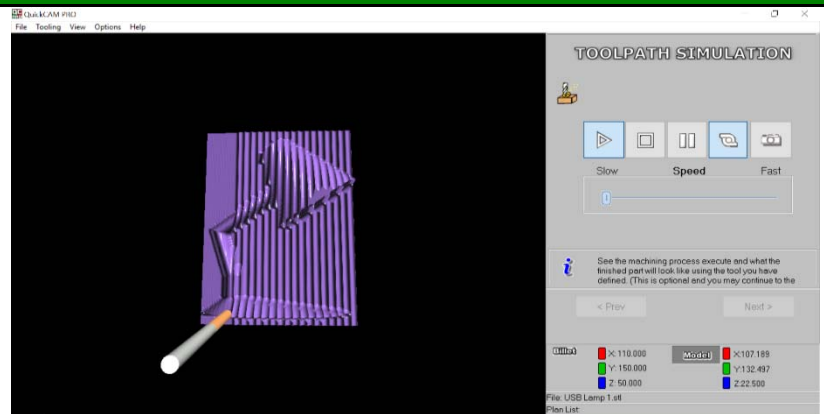 QuickCAM PRO
File Tooling View Options Help
TOOLPATH SIMULATION
Slow Speed Fast
See the machining process execute and what the
finished part will look like using the tool you have
defined. (This is optional and you may continue to the
< Prev Next >
Billet X: 110.000 Model X:107.189
Y: 150.000 Y:132.497
Z: 50.000 Z:22.500
File: USB Lamp 1.stl
Plan List: